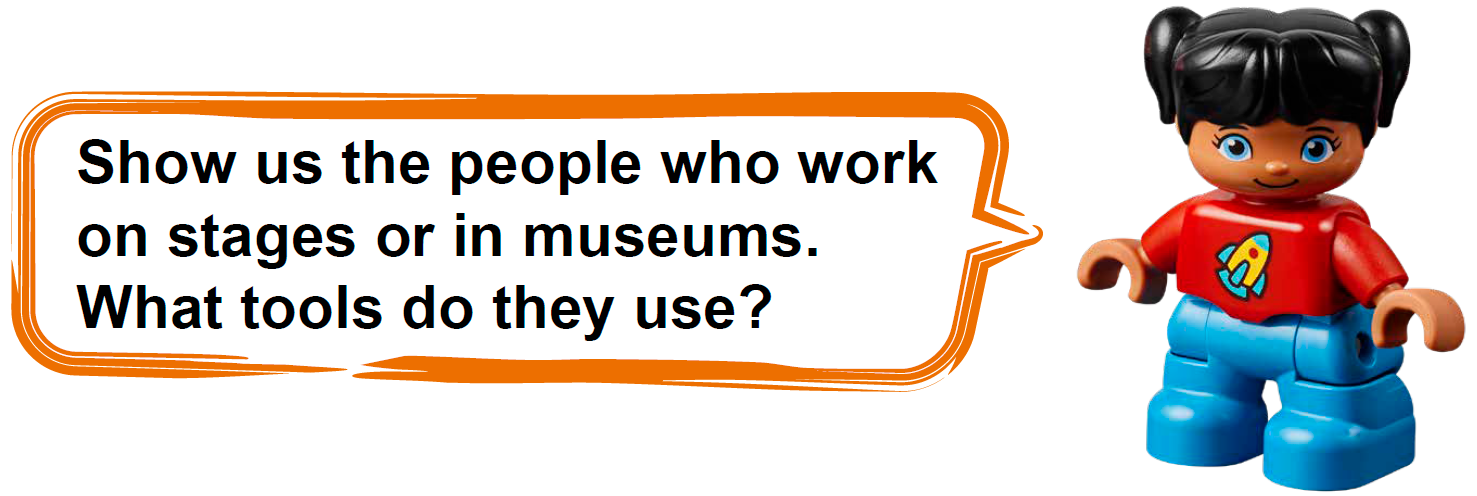 Show us the people who work
on stages or in museums.
What tools do they use?